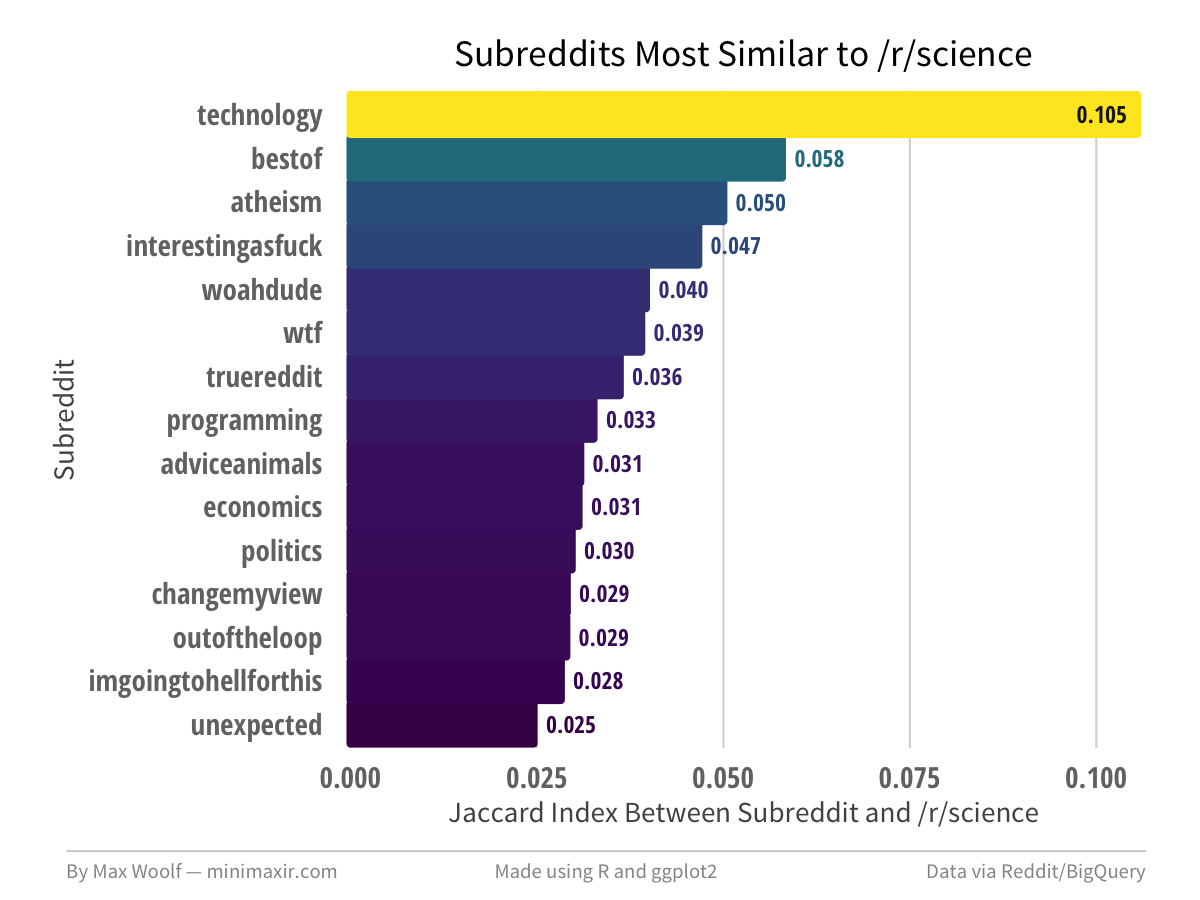 Subreddits Most Similar to /r/science
technology 0.105
bestof 0.058
atheism 0.050
interestingasfuck 0.047
woahdude 0.040
wtf 0.039
truereddit 0.036
programming 0.033
adviceanimals 0.031
economics 0.031
politics 0.030
changemyview 0.029
outoftheloop 0.029
imgoingtohellforthis 0.028
unexpected 0.025
Subreddit
0.000 0.025 0.050 0.075 0.100
Jaccard Index Between Subreddit and /r/science
By Max Woolf — minimaxir.com Made using R and ggplot2 Data via Reddit/BigQuery